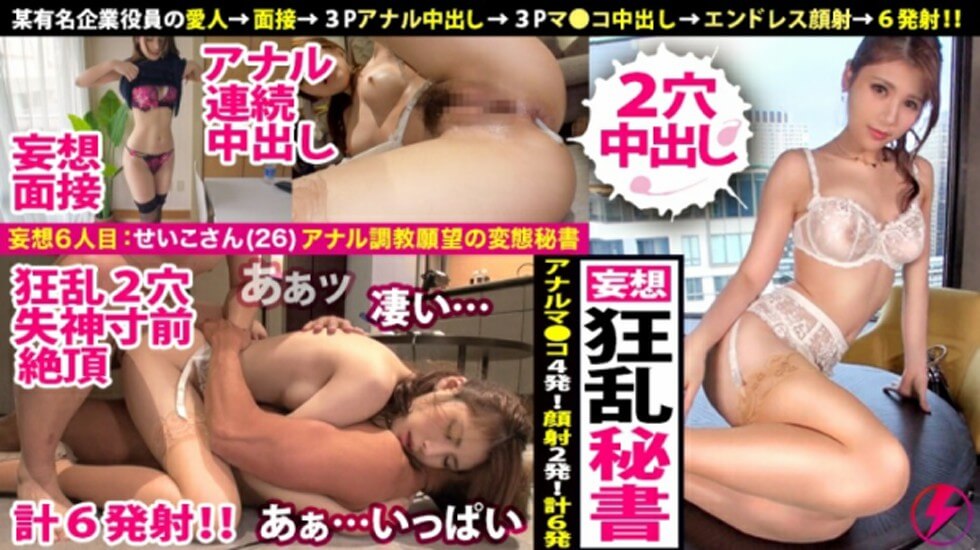 某有名企業役員の愛人→面接→３Pアナル中出し→３Pマ●コ中出し→エンドレス顔射→６発射!!
アナル
連続
中出し
妄想
面接
２穴
中出し
妄想６人目：せいこさん(26)アナル調教願望の変態秘書
狂乱２穴
失神寸前
絶頂
あぁッ
凄い…
計６発射!!
あぁ…いっぱい
アナルマ●コ４発！顔射２発！計６発
妄想
狂乱秘書